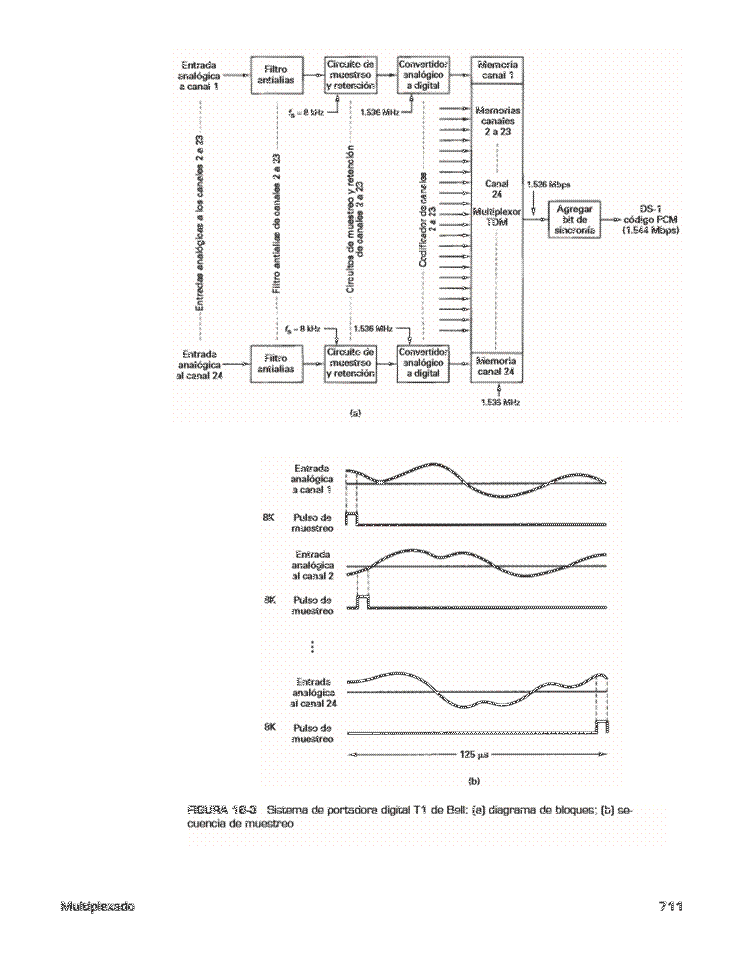 Entrada
analógica
a canal 1
Filtro
antialias
Circuito de
muestreo
y retención
Convertidor
analógico
a digital
Memoria
canal 1
fs = 8 kHz
1.536 MHz
Memorias
canales
2 a 23
Entradas analógicas a los canales 2 a 23
Filtro antialias de canales 2 a 23
Circuitos de muestreo y retención
de canales 2 a 23
Codificador de canales
2 a 23
Canal
24
Multiplexor
TDM
1.536 Mbps
Agregar
bit de
sincronía
DS-1
código PCM
(1.544 Mbps)
fs = 8 kHz
1.536 MHz
Entrada
analógica
al canal 24
Filtro
antialias
Circuito de
muestreo
y retención
Convertidor
analógico
a digital
Memoria
canal 24
1.536 MHz
(a)
Entrada
analógica
a canal 1
8K Pulso de
muestreo
Entrada
analógica
al canal 2
8K Pulso de
muestreo
⋮
Entrada
analógica
al canal 24
8K Pulso de
muestreo
125 μs
(b)
FIGURA 16-3 Sistema de portadora digital T1 de Bell: (a) diagrama de bloques; (b) se-
cuencia de muestreo
Multiplexado 711